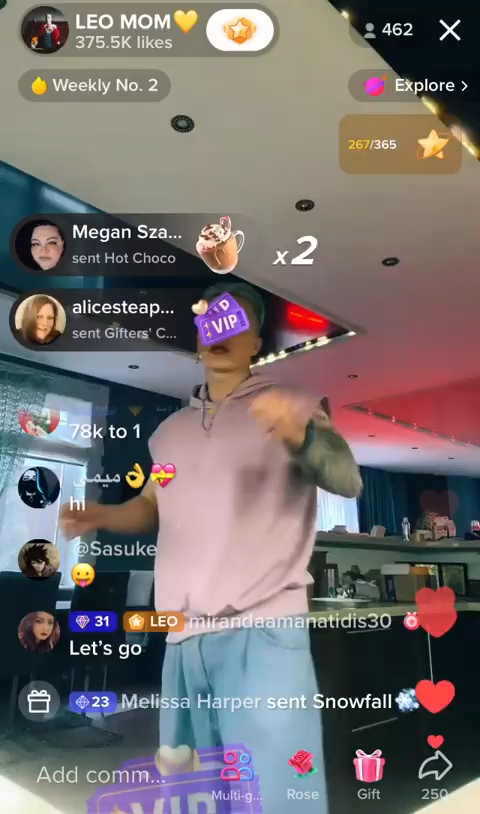 LEO MOM💛
375.5K likes
462
Weekly No. 2
Explore >
267/365
Megan Sza...
sent Hot Choco
x2
alicesteap...
sent Gifters' C...
VIP
78k to 1
ميمي👌💝
hi
@Sasuke
😛
31 LEO mirandaamanatidis30
Let's go
23 Melissa Harper sent Snowfall
Add comm...
Multi-g...
Rose
Gift
250
VIP